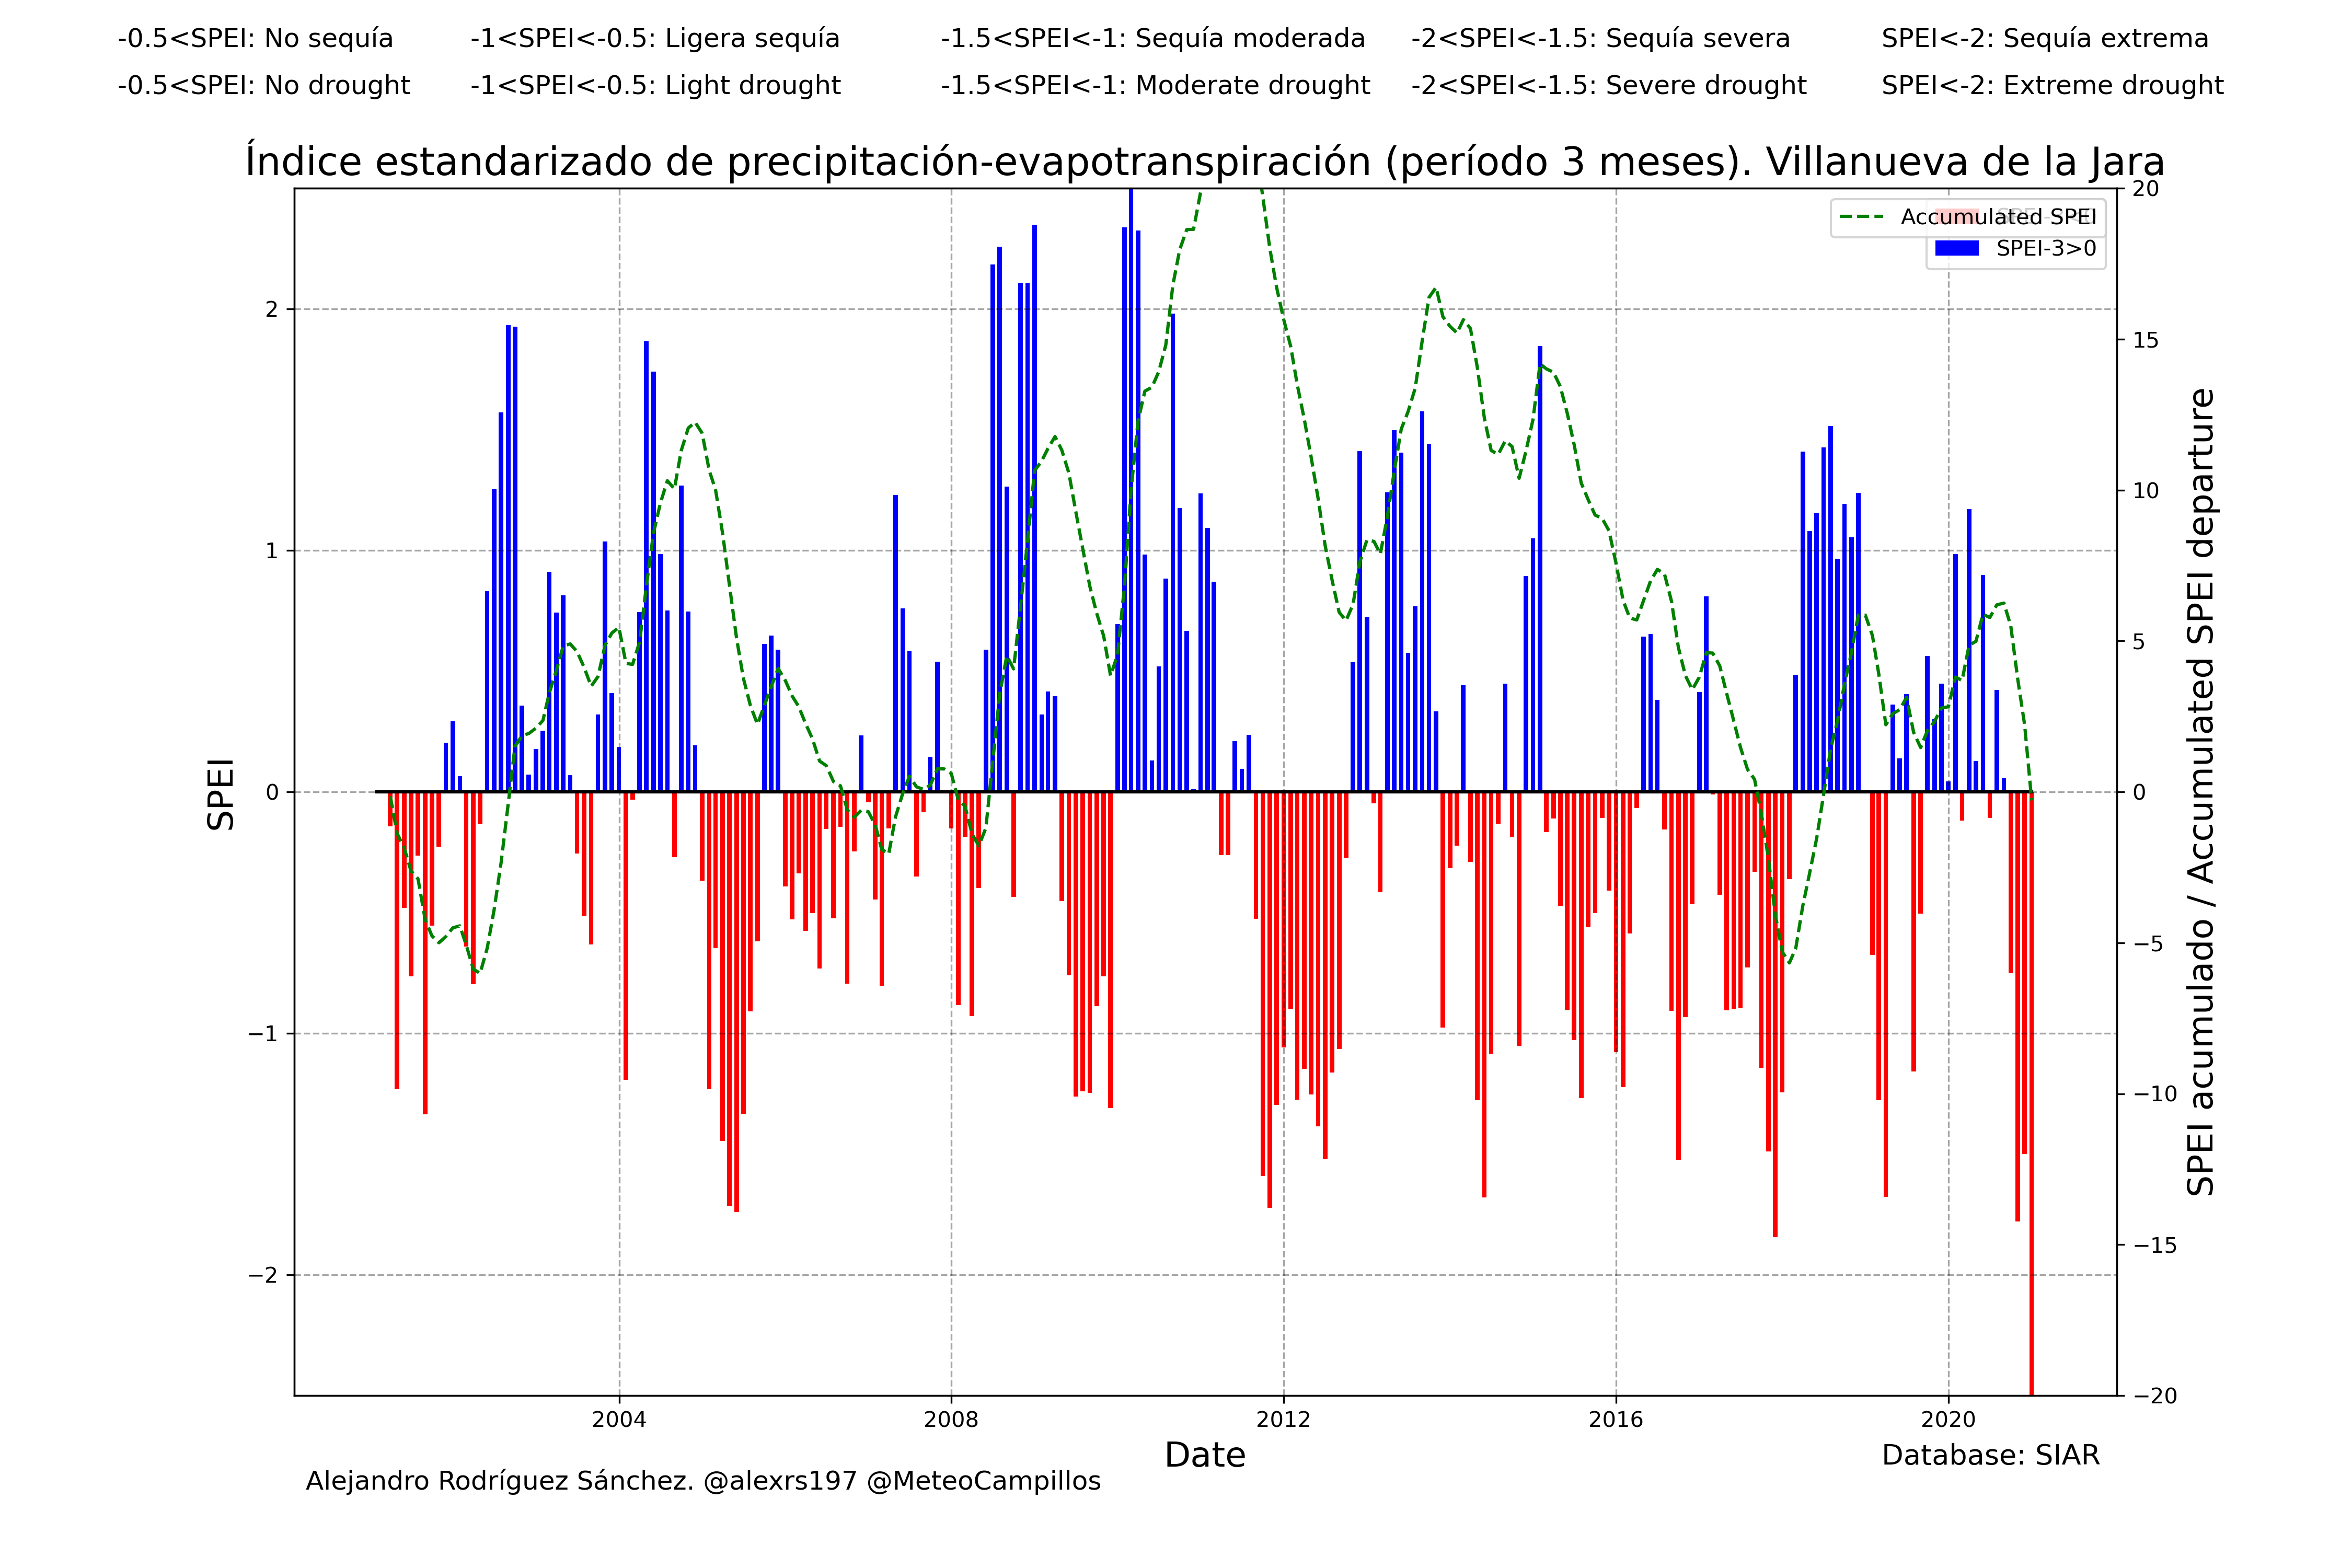 -0.5<SPEI: No sequía -1<SPEI<-0.5: Ligera sequía -1.5<SPEI<-1: Sequía moderada -2<SPEI<-1.5: Sequía severa SPEI<-2: Sequía extrema
-0.5<SPEI: No drought -1<SPEI<-0.5: Light drought -1.5<SPEI<-1: Moderate drought -2<SPEI<-1.5: Severe drought SPEI<-2: Extreme drought
Índice estandarizado de precipitación-evapotranspiración (período 3 meses). Villanueva de la Jara
Accumulated SPEI
SPEI-3>0
SPEI
2
1
0
−1
−2
20
15
10
5
0
−5
−10
−15
−20
SPEI acumulado / Accumulated SPEI departure
2004 2008 2012 2016 2020
Date
Database: SIAR
Alejandro Rodríguez Sánchez. @alexrs197 @MeteoCampillos